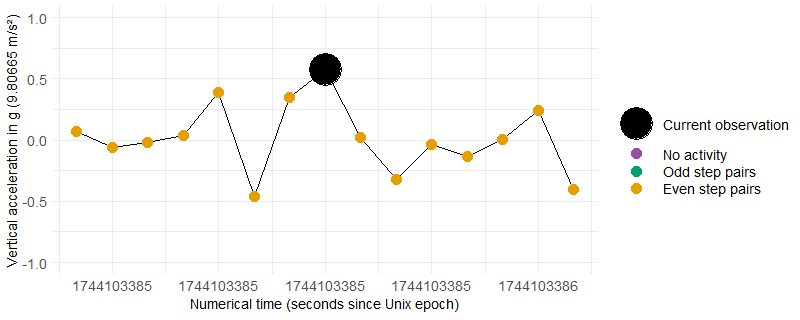 Vertical acceleration in g (9.80665 m/s²)
1.0
0.5
0.0
-0.5
-1.0
1744103385 1744103385 1744103385 1744103385 1744103386
Numerical time (seconds since Unix epoch)
Current observation
No activity
Odd step pairs
Even step pairs